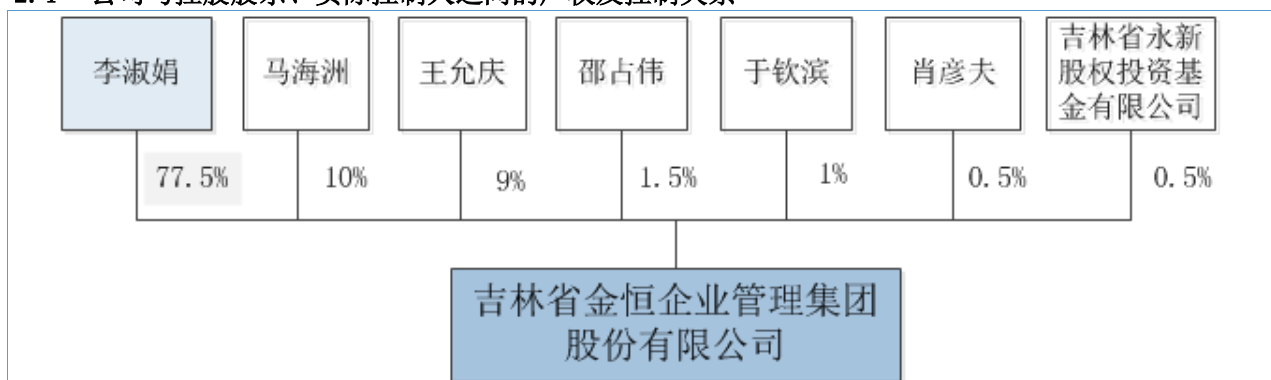 李淑娟
马海洲
王允庆
邵占伟
于钦滨
肖彦夫
吉林省永新
股权投资基
金有限公司
77.5%
10%
9%
1.5%
1%
0.5%
0.5%
吉林省金恒企业管理集团
股份有限公司